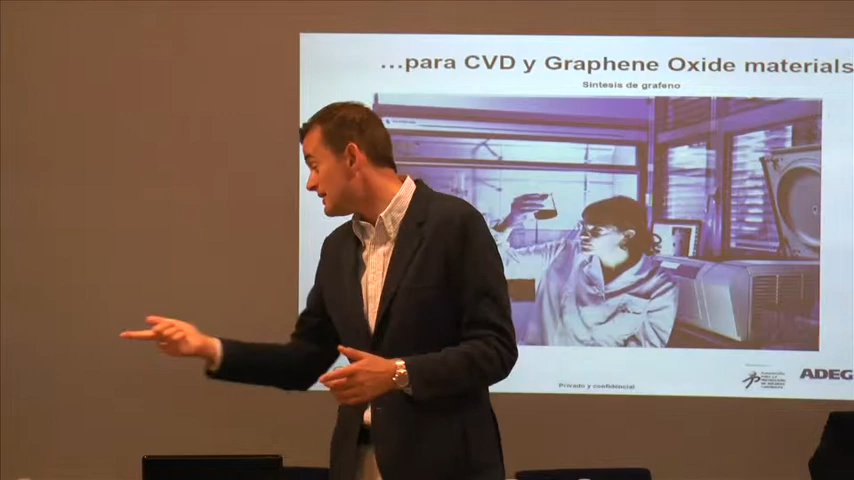 ...para CVD y Graphene Oxide materials
Síntesis de grafeno
Privado y confidencial
ADEG